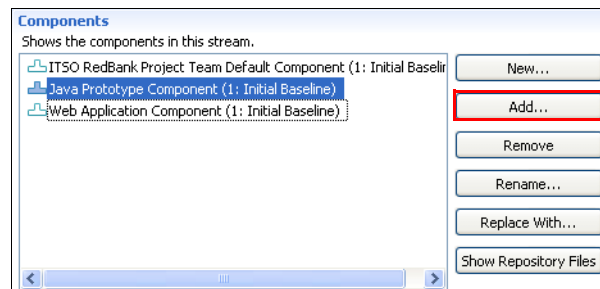 Components
Shows the components in this stream.
ITSO RedBank Project Team Default Component (1: Initial Baselir
Java Prototype Component (1: Initial Baseline)
Web Application Component (1: Initial Baseline)
New...
Add...
Remove
Rename...
Replace With...
Show Repository Files